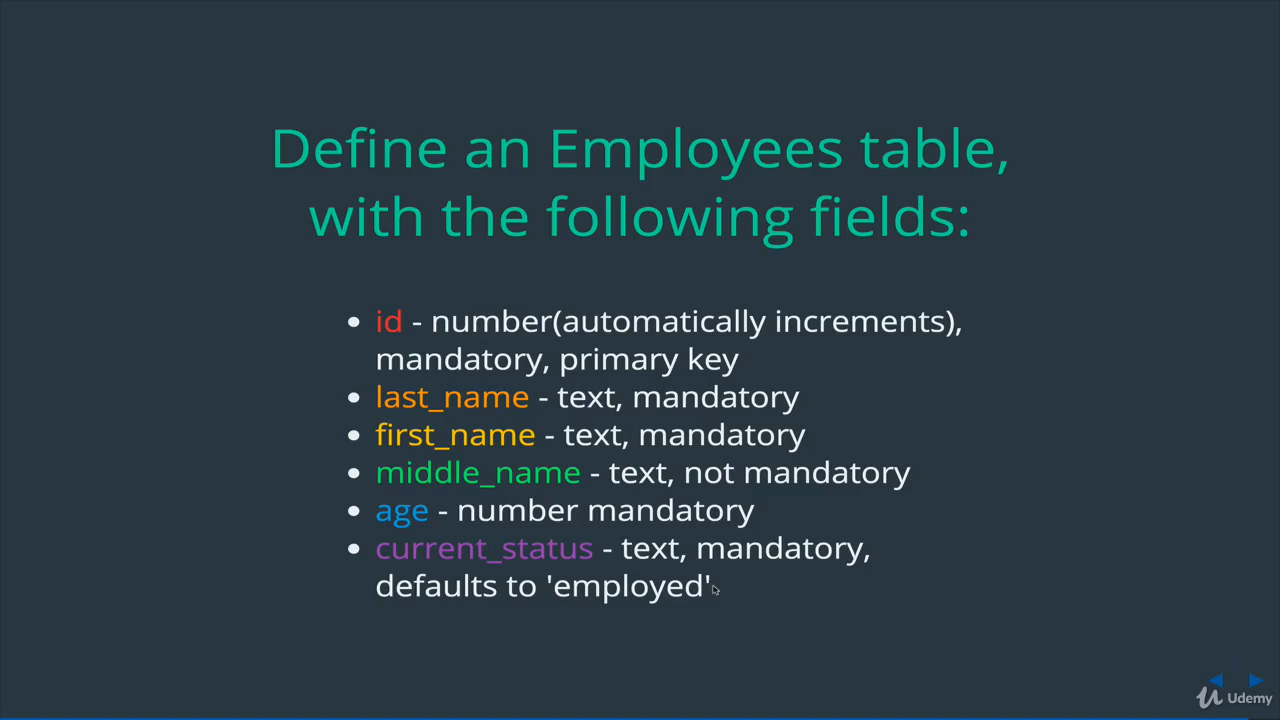 Define an Employees table,
with the following fields:
• id - number(automatically increments),
mandatory, primary key
• last_name - text, mandatory
• first_name - text, mandatory
• middle_name - text, not mandatory
• age - number mandatory
• current_status - text, mandatory,
defaults to 'employed'
Udemy